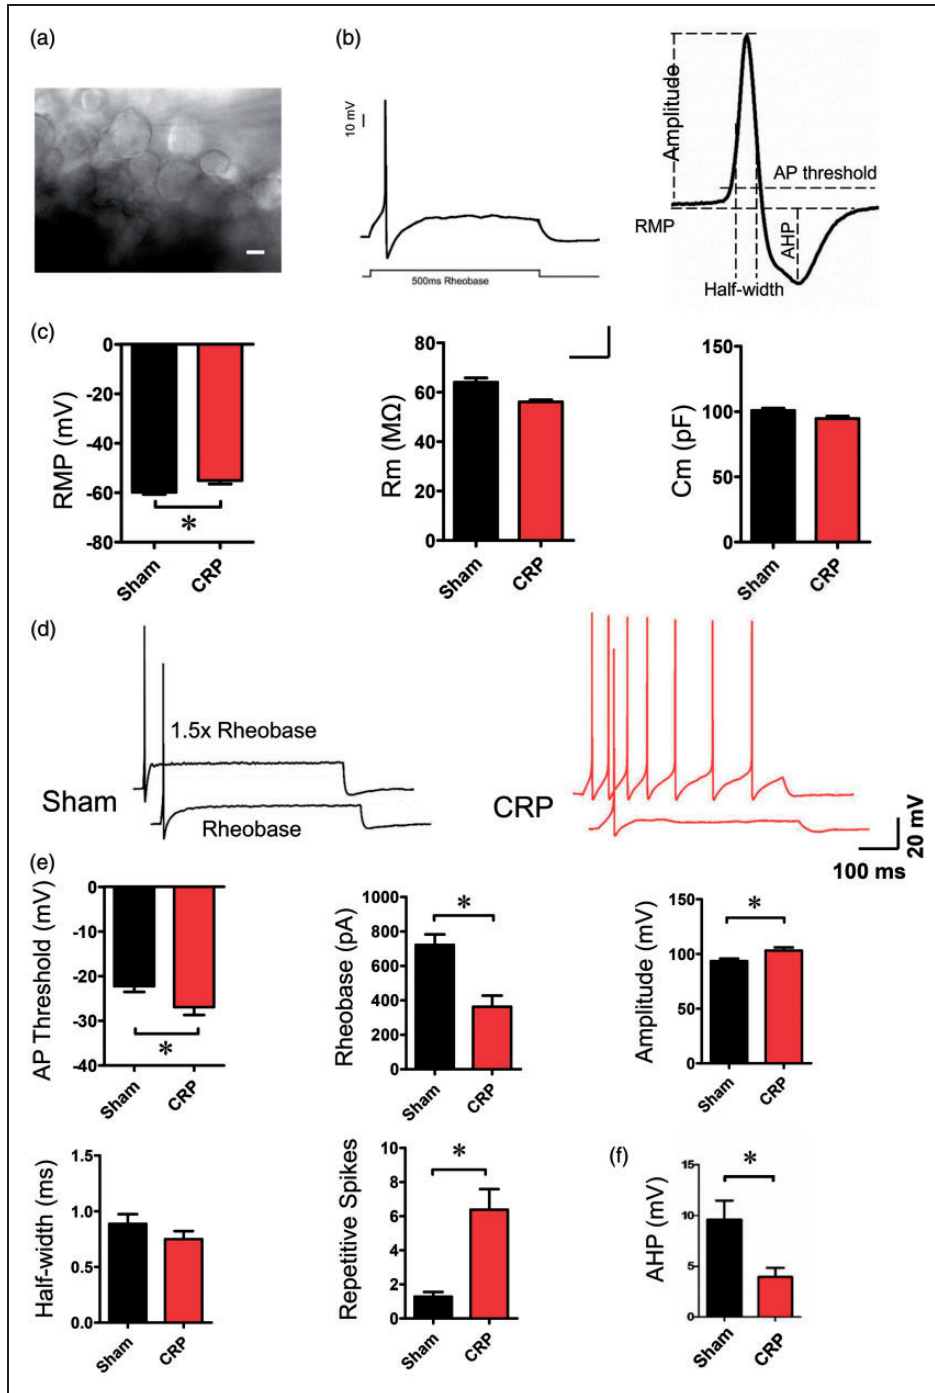 (a)
(b)
10 mV
500ms Rheobase
Amplitude
AP threshold
RMP
AHP
Half-width
(c)
RMP (mV)
0
-20
-40
-60
-80
*
Sham
CRP
Rm (MΩ)
80
60
40
20
0
Sham
CRP
Cm (pF)
150
100
50
0
Sham
CRP
(d)
1.5x Rheobase
Sham
Rheobase
CRP
20 mV
100 ms
(e)
AP Threshold (mV)
0
-10
-20
-30
-40
*
Sham
CRP
Rheobase (pA)
1000
800
600
400
200
0
*
Sham
CRP
Amplitude (mV)
150
100
50
0
*
Sham
CRP
Half-width (ms)
1.5
1.0
0.5
0.0
Sham
CRP
Repetitive Spikes
10
8
6
4
2
0
*
Sham
CRP
(f)
AHP (mV)
15
10
5
0
*
Sham
CRP